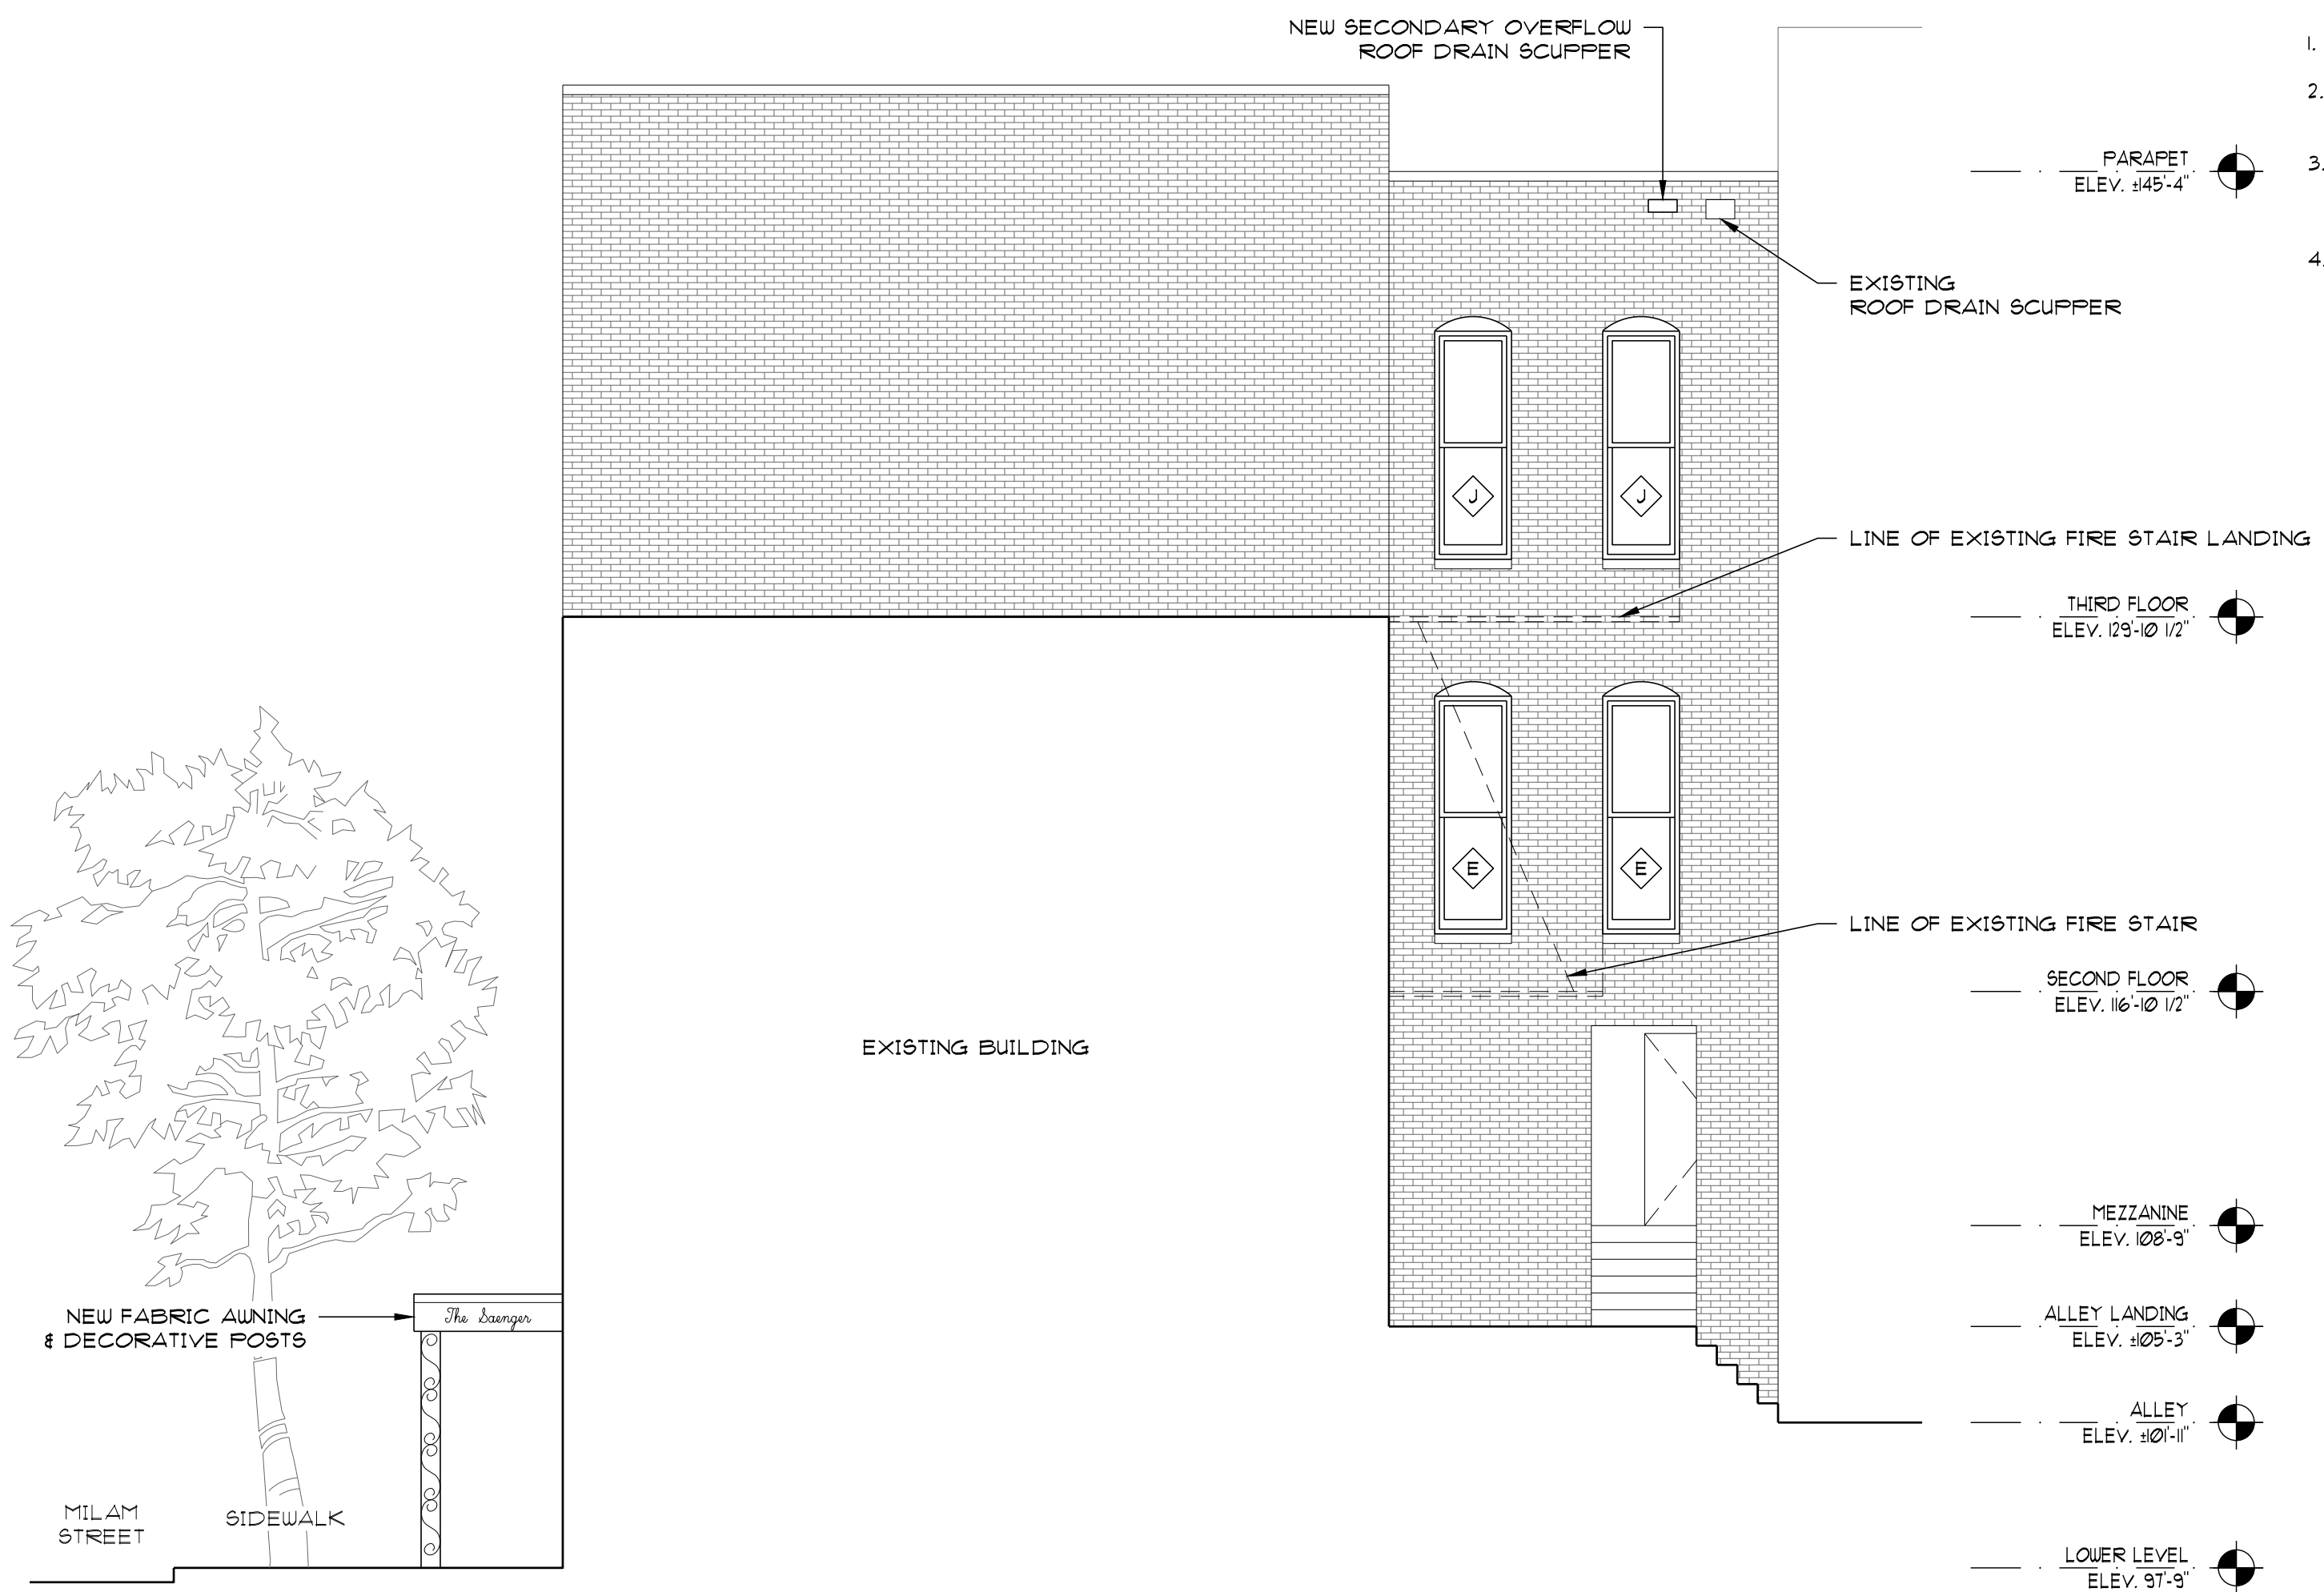 NEW SECONDARY OVERFLOW
ROOF DRAIN SCUPPER
1.
2.
PARAPET
ELEV. ±145'-4"
3.
4.
EXISTING
ROOF DRAIN SCUPPER
J
J
LINE OF EXISTING FIRE STAIR LANDING
THIRD FLOOR
ELEV. 129'-10 1/2"
E
E
LINE OF EXISTING FIRE STAIR
SECOND FLOOR
ELEV. 116'-10 1/2"
EXISTING BUILDING
MEZZANINE
ELEV. 108'-9"
NEW FABRIC AWNING
& DECORATIVE POSTS
The Saenger
ALLEY LANDING
ELEV. ±105'-3"
ALLEY
ELEV. ±101'-11"
MILAM
STREET
SIDEWALK
LOWER LEVEL
ELEV. 97'-9"